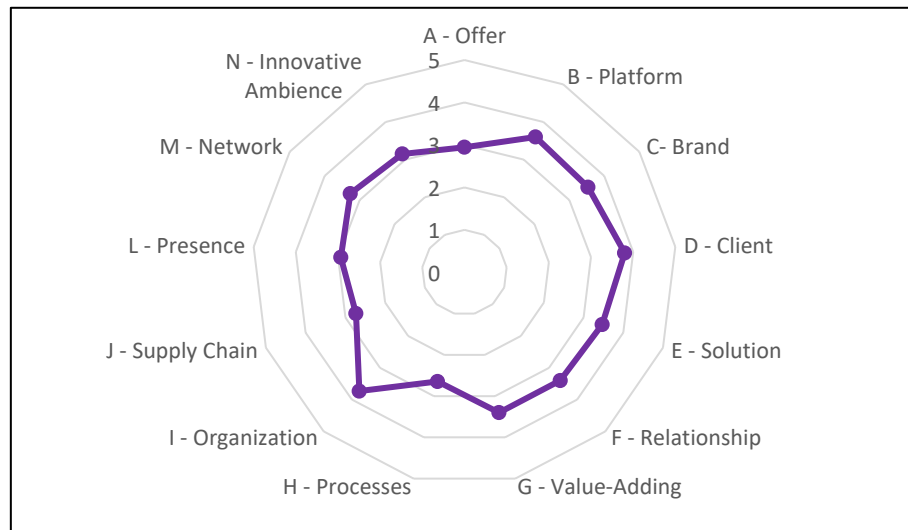 A - Offer
B - Platform
C- Brand
D - Client
E - Solution
F - Relationship
G - Value-Adding
H - Processes
I - Organization
J - Supply Chain
L - Presence
M - Network
N - Innovative
Ambience
5
4
3
2
1
0